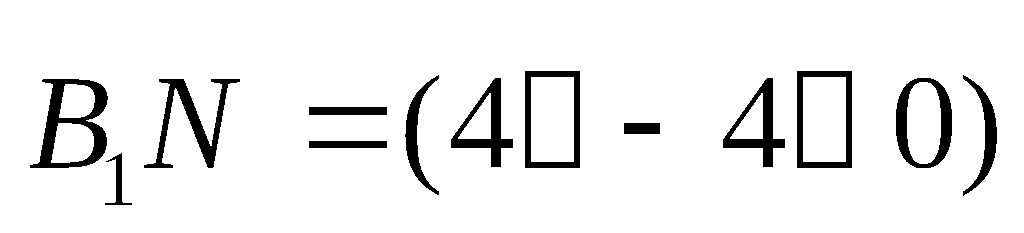 B₁N =(4▯ - 4▯ 0)